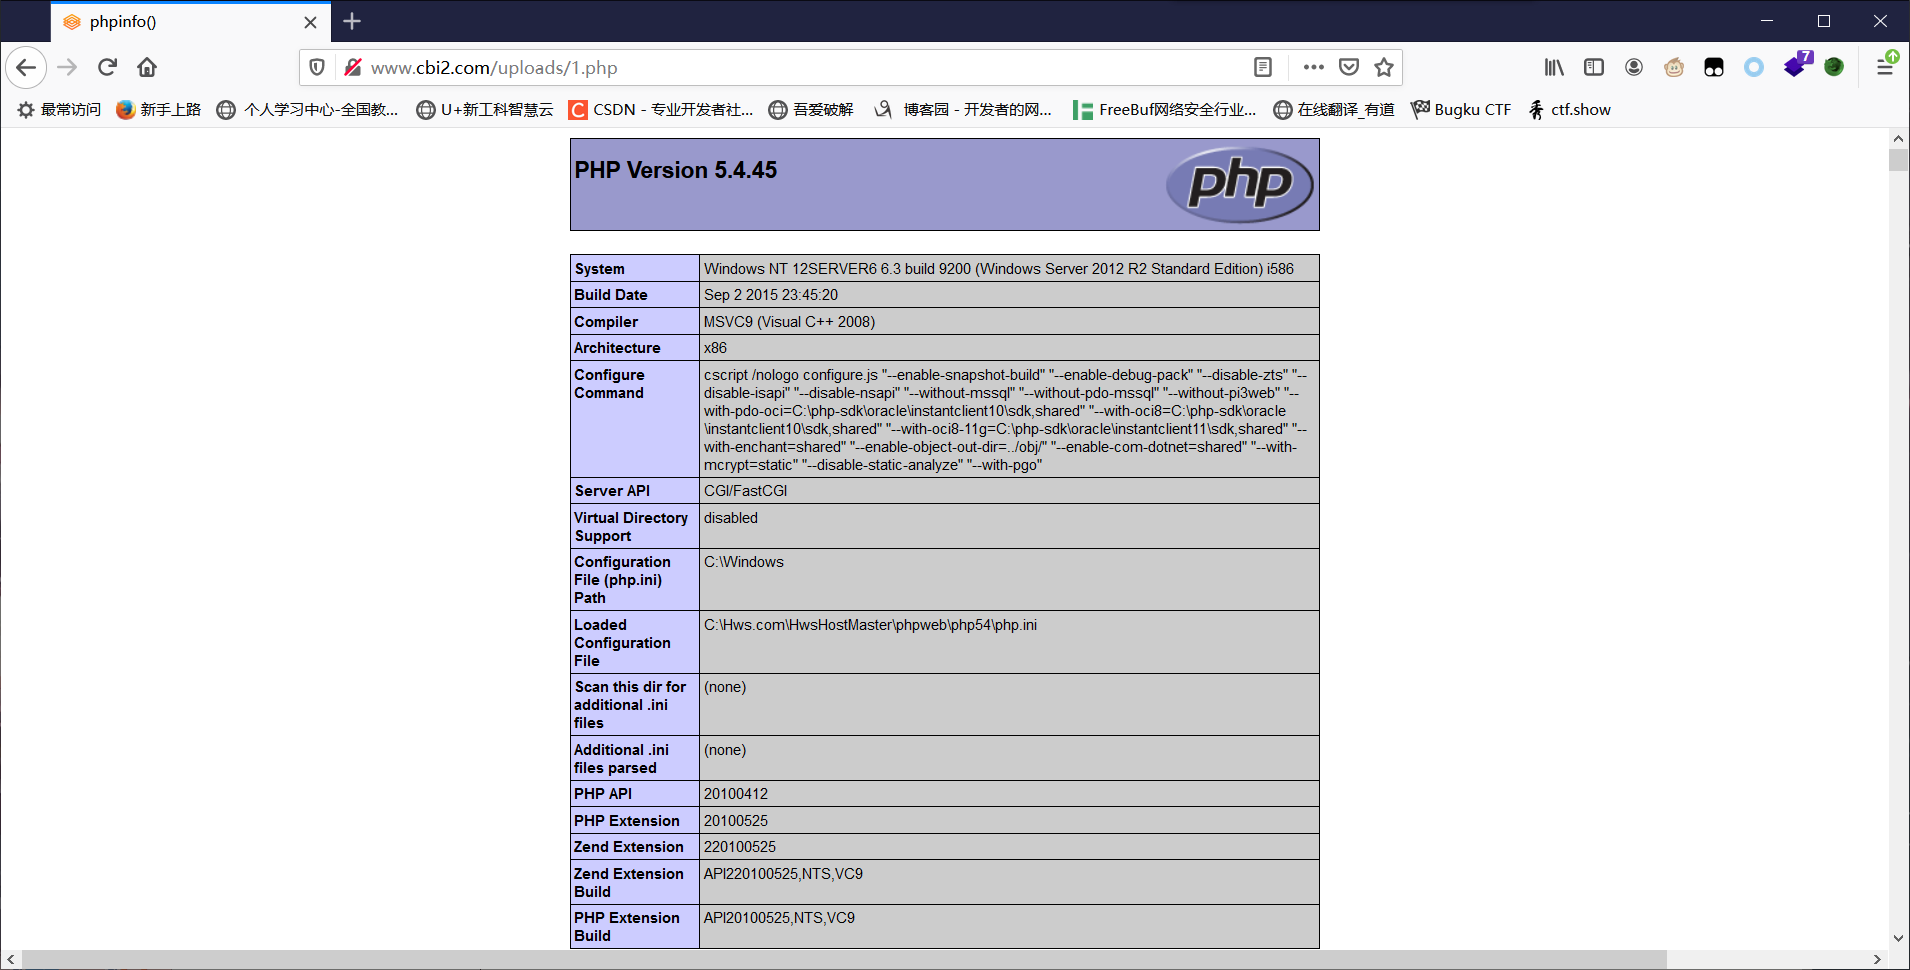 phpinfo()
www.cbi2.com/uploads/1.php
7
最常访问
新手上路
个人学习中心-全国教...
U+新工科智慧云
CSDN - 专业开发者社...
吾爱破解
博客园 - 开发者的网...
FreeBuf网络安全行业...
在线翻译_有道
Bugku CTF
ctf.show
PHP Version 5.4.45
php
System
Windows NT 12SERVER6 6.3 build 9200 (Windows Server 2012 R2 Standard Edition) i586
Build Date
Sep 2 2015 23:45:20
Compiler
MSVC9 (Visual C++ 2008)
Architecture
x86
Configure
Command
cscript /nologo configure.js "--enable-snapshot-build" "--enable-debug-pack" "--disable-zts" "--
disable-isapi" "--disable-nsapi" "--without-mssql" "--without-pdo-mssql" "--without-pi3web" "--
with-pdo-oci=C:\php-sdk\oracle\instantclient10\sdk,shared" "--with-oci8=C:\php-sdk\oracle
\instantclient10\sdk,shared" "--with-oci8-11g=C:\php-sdk\oracle\instantclient11\sdk,shared" "--
with-enchant=shared" "--enable-object-out-dir=../obj/" "--enable-com-dotnet=shared" "--with-
mcrypt=static" "--disable-static-analyze" "--with-pgo"
Server API
CGI/FastCGI
Virtual Directory
Support
disabled
Configuration
File (php.ini)
Path
C:\Windows
Loaded
Configuration
File
C:\Hws.com\HwsHostMaster\phpweb\php54\php.ini
Scan this dir for
additional .ini
files
(none)
Additional .ini
files parsed
(none)
PHP API
20100412
PHP Extension
20100525
Zend Extension
220100525
Zend Extension
Build
API220100525,NTS,VC9
PHP Extension
Build
API20100525,NTS,VC9